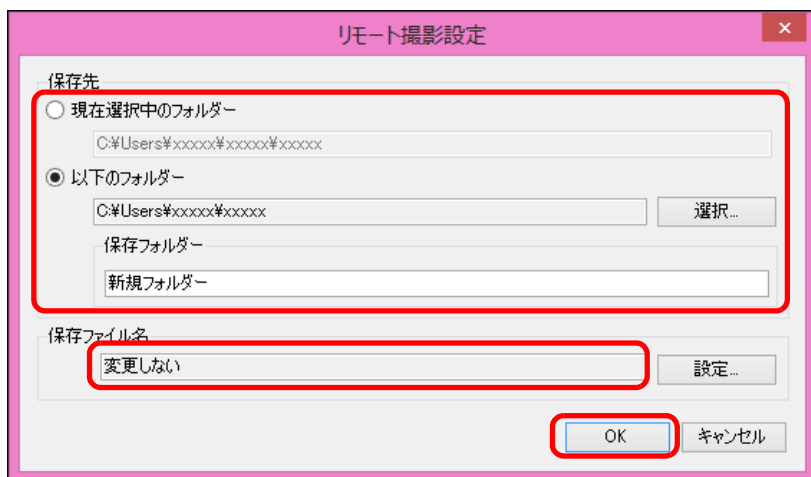 リモート撮影設定
保存先
現在選択中のフォルダー
C:¥Users¥xxxxx¥xxxxx¥xxxxx
以下のフォルダー
C:¥Users¥xxxxx¥xxxxx
選択...
保存フォルダー
新規フォルダー
保存ファイル名
変更しない
設定...
OK
キャンセル